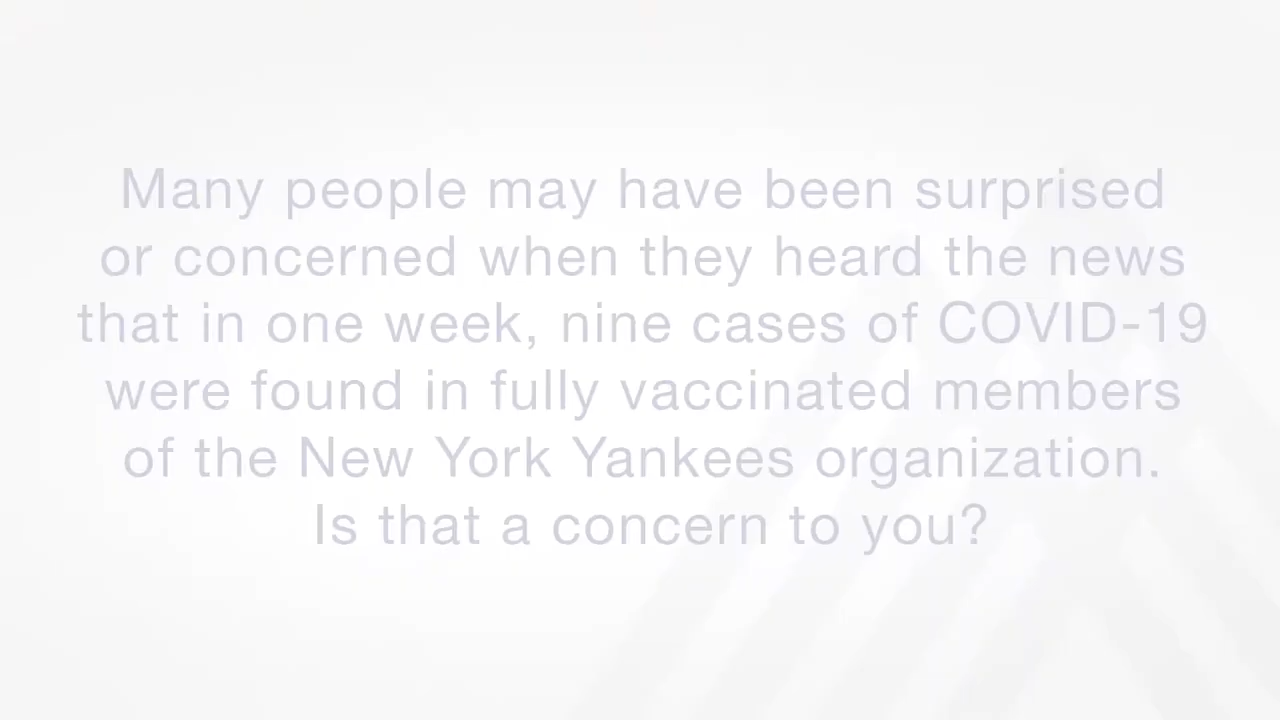 Many people may have been surprised
or concerned when they heard the news
that in one week, nine cases of COVID-19
were found in fully vaccinated members
of the New York Yankees organization.
Is that a concern to you?